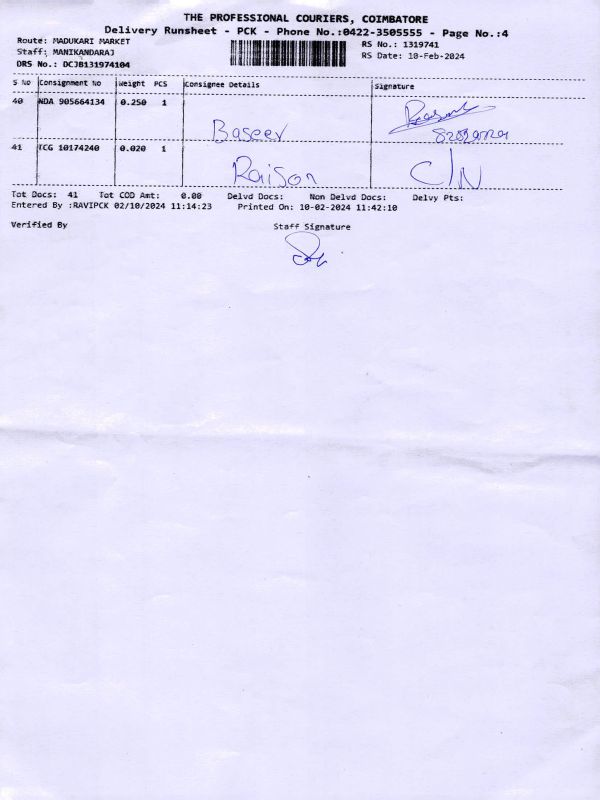 THE PROFESSIONAL COURIERS, COIMBATORE
Delivery Runsheet - PCK - Phone No.:0422-3505555 - Page No.:4
Route: MADUKARI MARKET
RS No.: 1319741
Staff: MANIKANDARAJ
RS Date: 10-Feb-2024
DRS No.: DCJB131974104
S No Consignment No Weight PCS Consignee Details Signature
40 NDA 905664134 0.250 1
Baseer
41 TCG 10174240 0.020 1
Raison C/N
Tot Docs: 41 Tot COD Amt: 0.00 Delvd Docs: Non Delvd Docs: Delvy Pts:
Entered By :RAVIPCK 02/10/2024 11:14:23 Printed On: 10-02-2024 11:42:10
Verified By Staff Signature